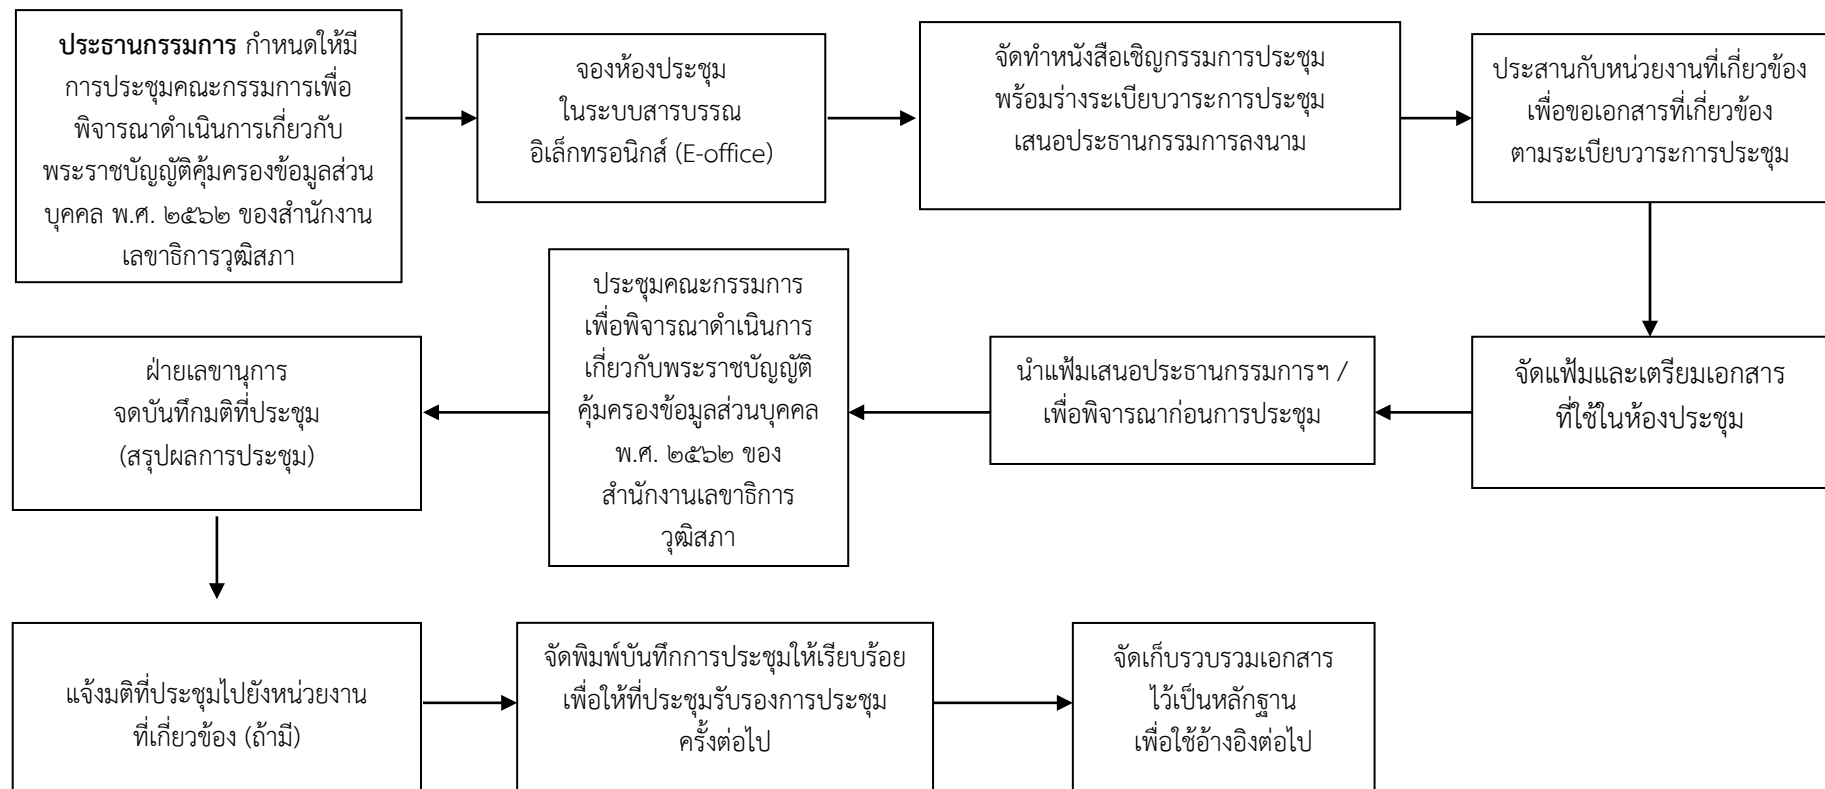 ประธานกรรมการ กำหนดให้มี
การประชุมคณะกรรมการเพื่อ
พิจารณาดำเนินการเกี่ยวกับ
พระราชบัญญัติคุ้มครองข้อมูลส่วน
บุคคล พ.ศ. ๒๕๖๒ ของสำนักงาน
เลขาธิการวุฒิสภา
จองห้องประชุม
ในระบบสารบรรณ
อิเล็กทรอนิกส์ (E-office)
จัดทำหนังสือเชิญกรรมการประชุม
พร้อมร่างระเบียบวาระการประชุม
เสนอประธานกรรมการลงนาม
ประสานกับหน่วยงานที่เกี่ยวข้อง
เพื่อขอเอกสารที่เกี่ยวข้อง
ตามระเบียบวาระการประชุม
จัดแฟ้มและเตรียมเอกสาร
ที่ใช้ในห้องประชุม
นำแฟ้มเสนอประธานกรรมการฯ /
เพื่อพิจารณาก่อนการประชุม
ประชุมคณะกรรมการ
เพื่อพิจารณาดำเนินการ
เกี่ยวกับพระราชบัญญัติ
คุ้มครองข้อมูลส่วนบุคคล
พ.ศ. ๒๕๖๒ ของ
สำนักงานเลขาธิการ
วุฒิสภา
ฝ่ายเลขานุการ
จดบันทึกมติที่ประชุม
(สรุปผลการประชุม)
แจ้งมติที่ประชุมไปยังหน่วยงาน
ที่เกี่ยวข้อง (ถ้ามี)
จัดพิมพ์บันทึกการประชุมให้เรียบร้อย
เพื่อให้ที่ประชุมรับรองการประชุม
ครั้งต่อไป
จัดเก็บรวบรวมเอกสาร
ไว้เป็นหลักฐาน
เพื่อใช้อ้างอิงต่อไป